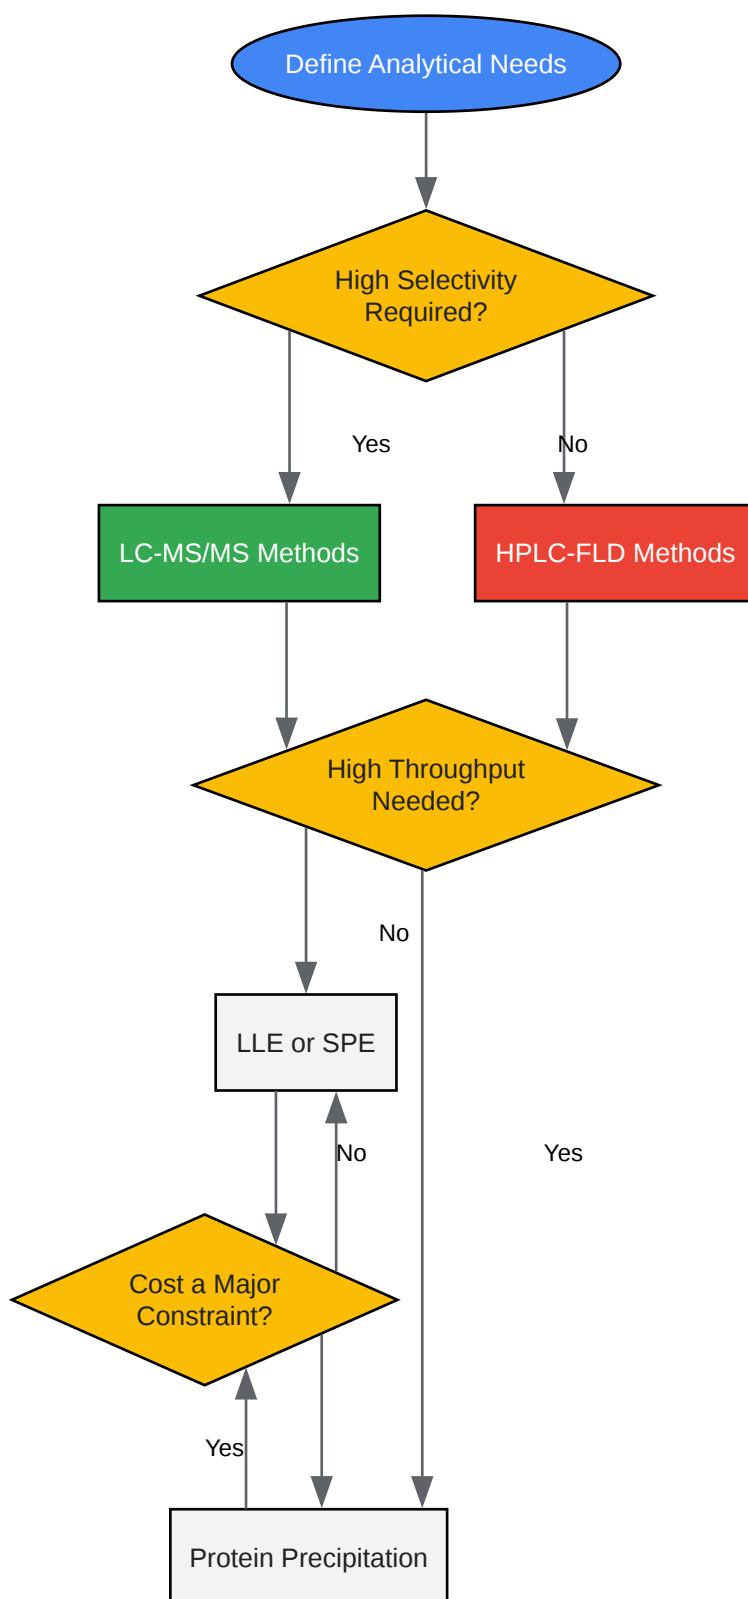 Define Analytical Needs
High Selectivity
Required?
Yes
No
LC-MS/MS Methods
HPLC-FLD Methods
High Throughput
Needed?
No
LLE or SPE
No
Yes
Cost a Major
Constraint?
Yes
Protein Precipitation